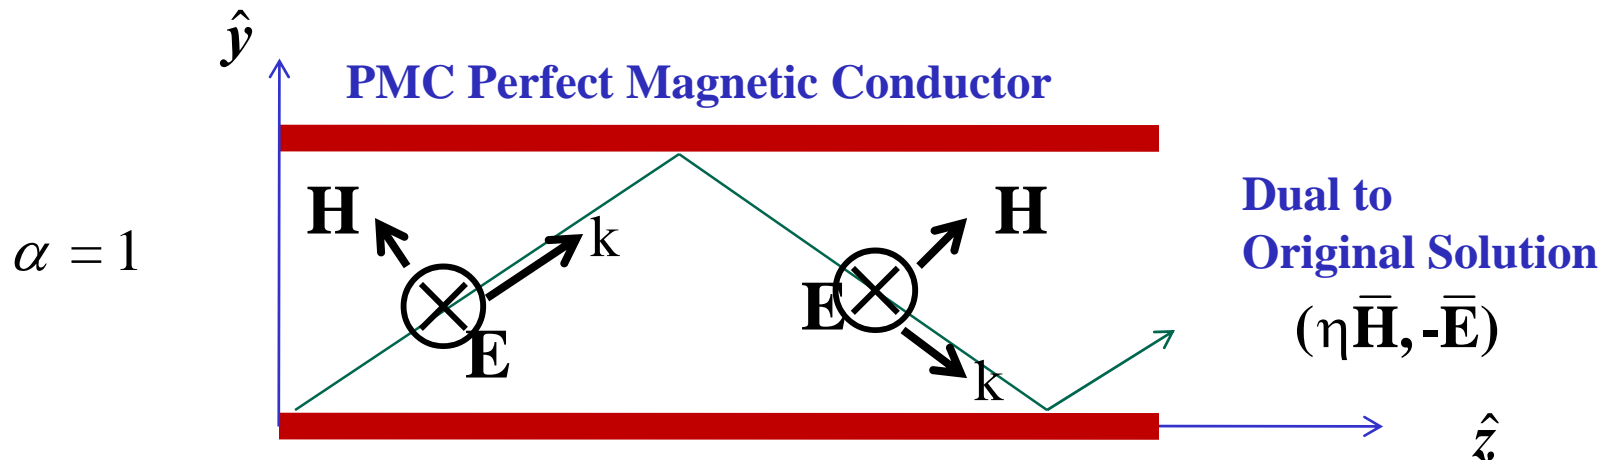 ŷ
PMC Perfect Magnetic Conductor
H
k
E
H
E
k
α = 1
Dual to
Original Solution
(ηH̅, -E̅)
ẑ